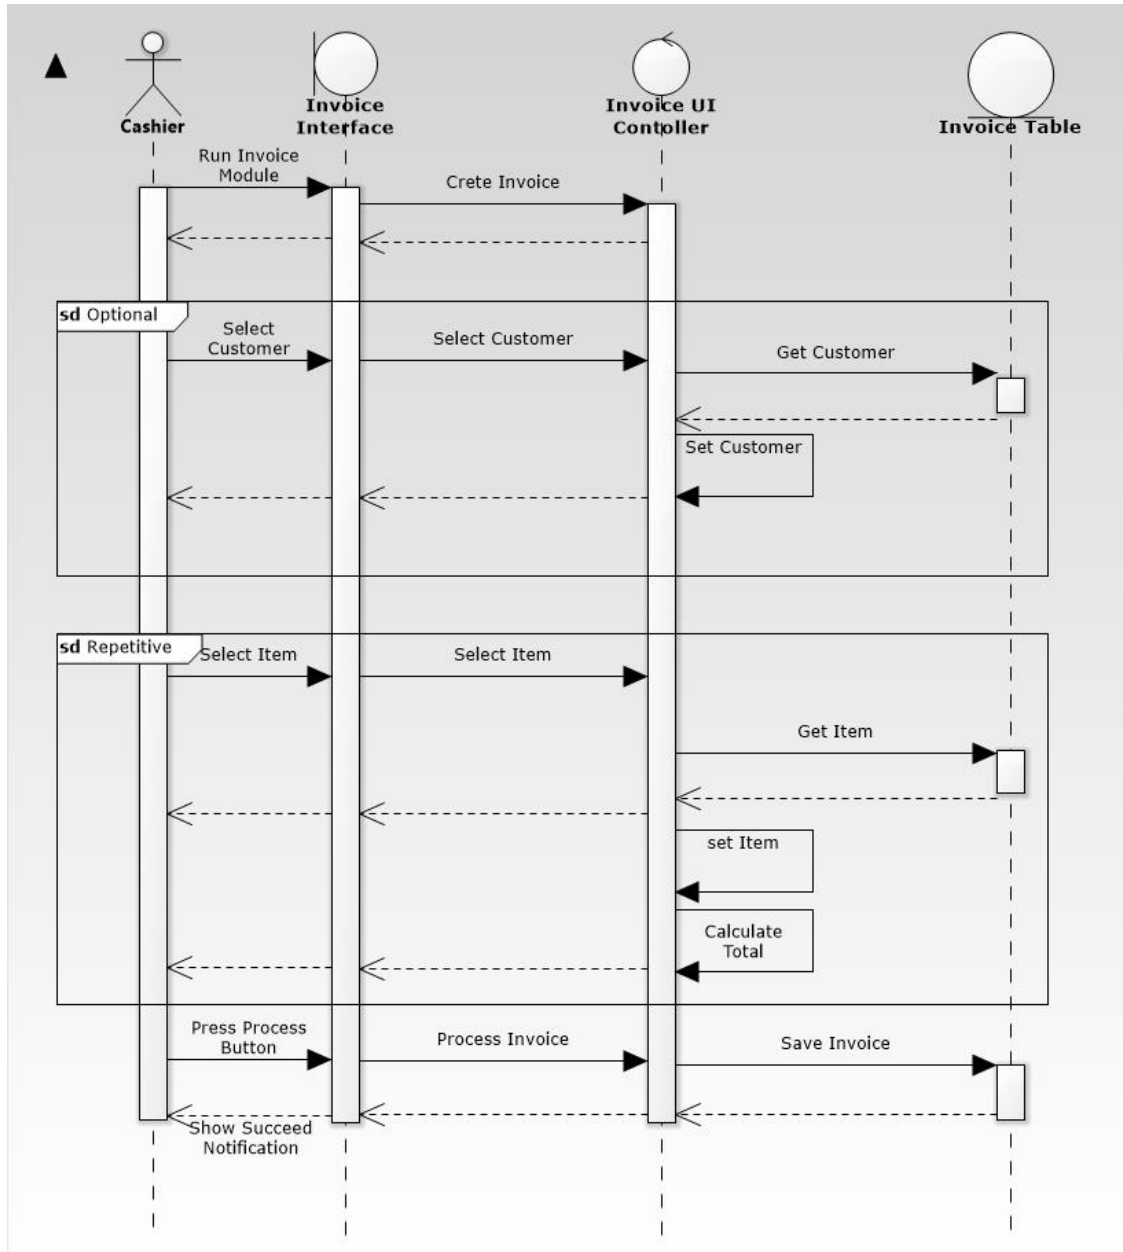 Cashier
Invoice
Interface
Invoice UI
Contoller
Invoice Table
Run Invoice
Module
Crete Invoice
sd Optional
Select
Customer
Select Customer
Get Customer
Set Customer
sd Repetitive
Select Item
Select Item
Get Item
set Item
Calculate
Total
Press Process
Button
Process Invoice
Save Invoice
Show Succeed
Notification